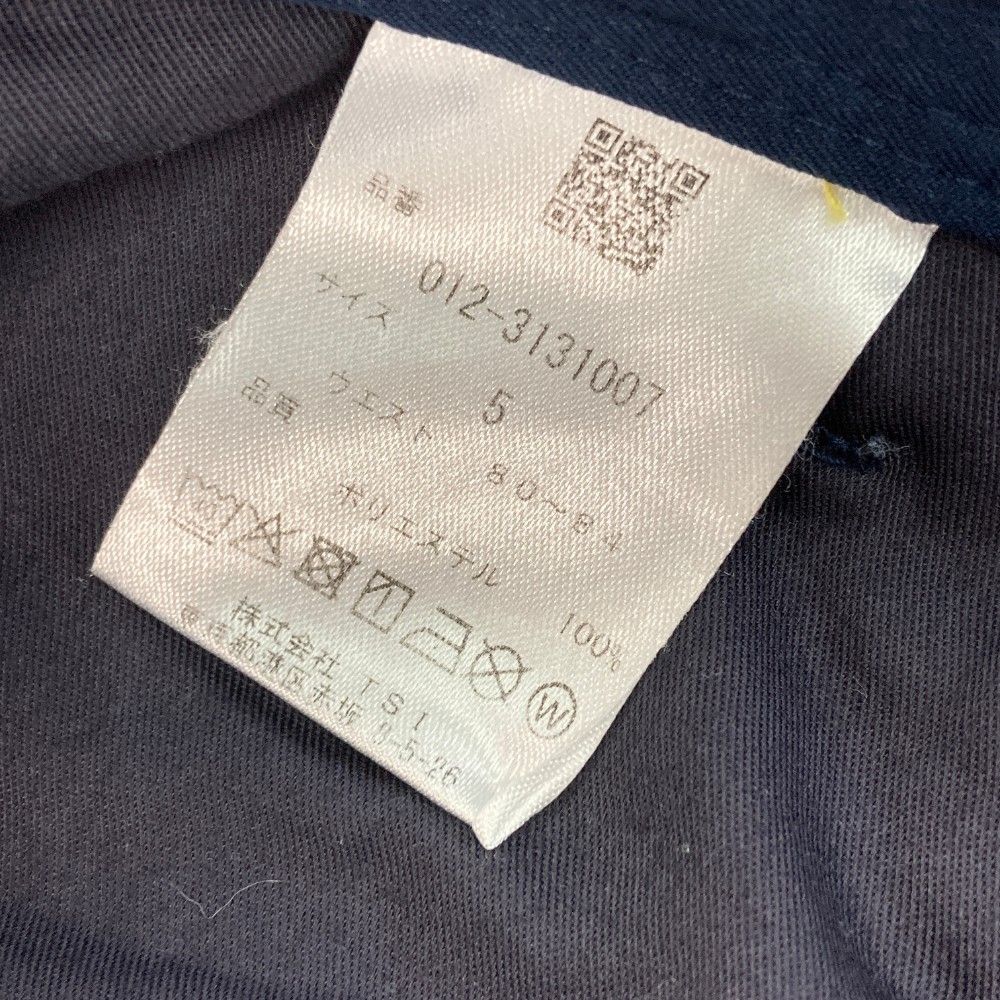 品番
012-3131007
サイズ 5
ウエスト 80～84
品質
ポリエステル 100%
W
株式会社 TSI
東京都港区赤坂 8-5-26